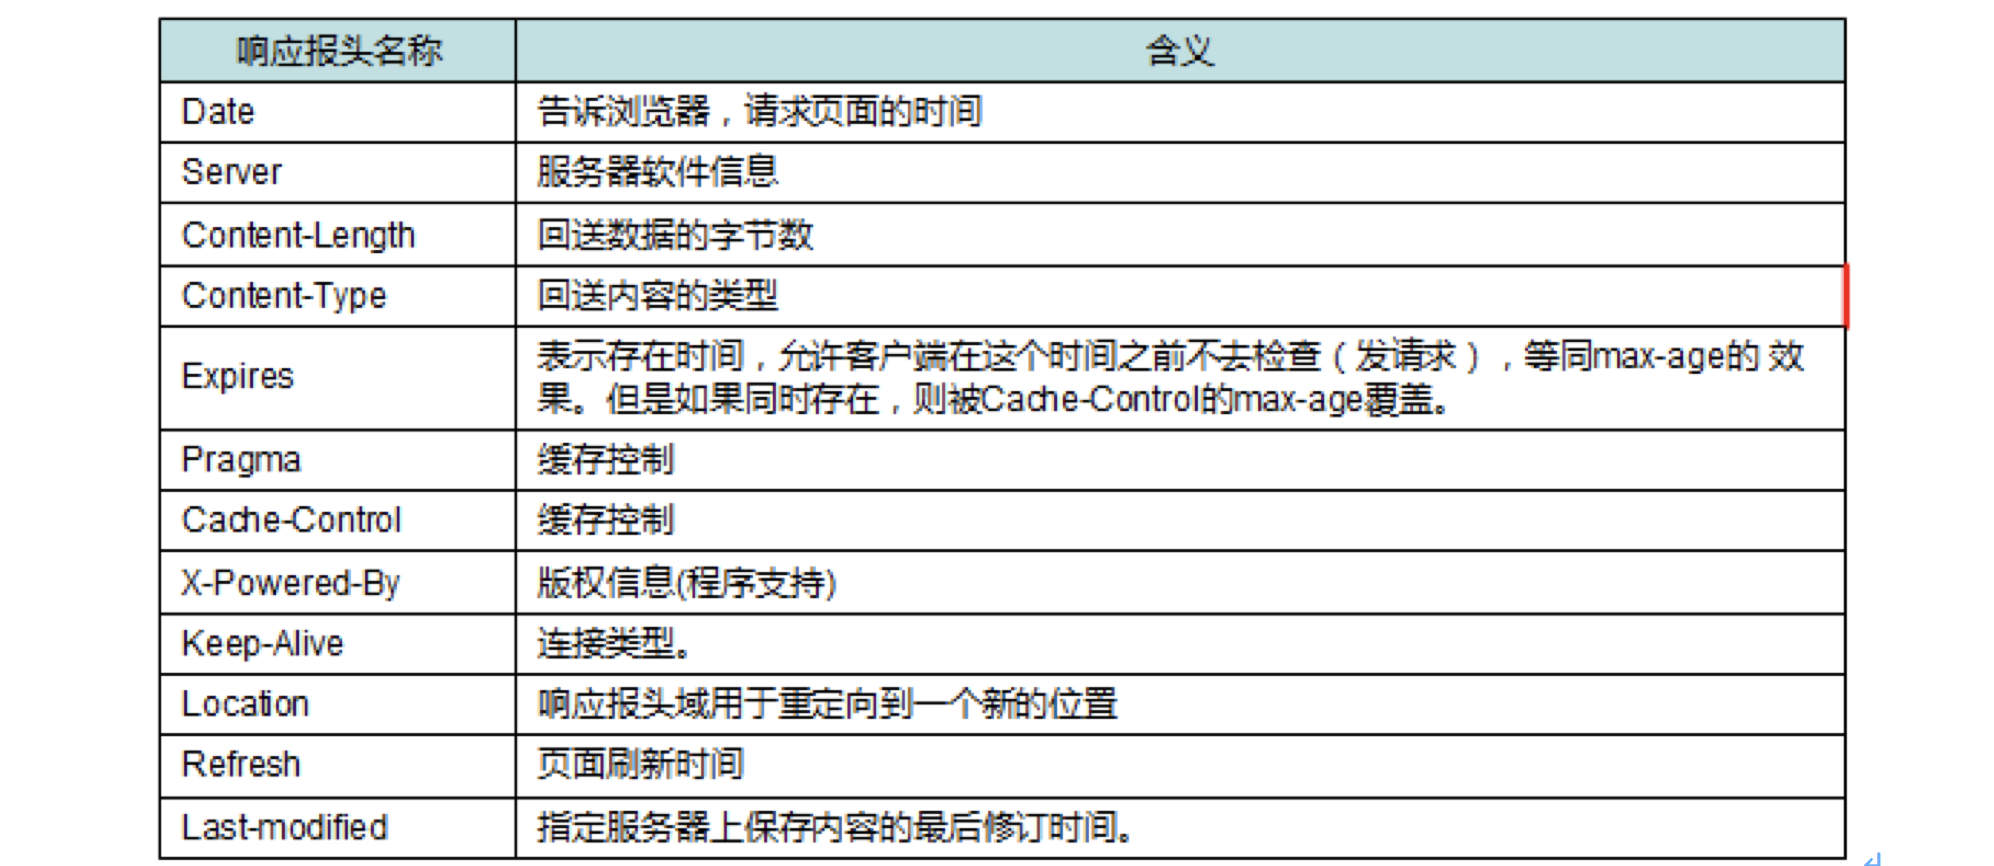 响应报头名称 含义
Date 告诉浏览器，请求页面的时间
Server 服务器软件信息
Content-Length 回送数据的字节数
Content-Type 回送内容的类型
Expires 表示存在时间，允许客户端在这个时间之前不去检查（发请求），等同max-age的 效
果。但是如果同时存在，则被Cache-Control的max-age覆盖。
Pragma 缓存控制
Cache-Control 缓存控制
X-Powered-By 版权信息(程序支持)
Keep-Alive 连接类型。
Location 响应报头域用于重定向到一个新的位置
Refresh 页面刷新时间
Last-modified 指定服务器上保存内容的最后修订时间。